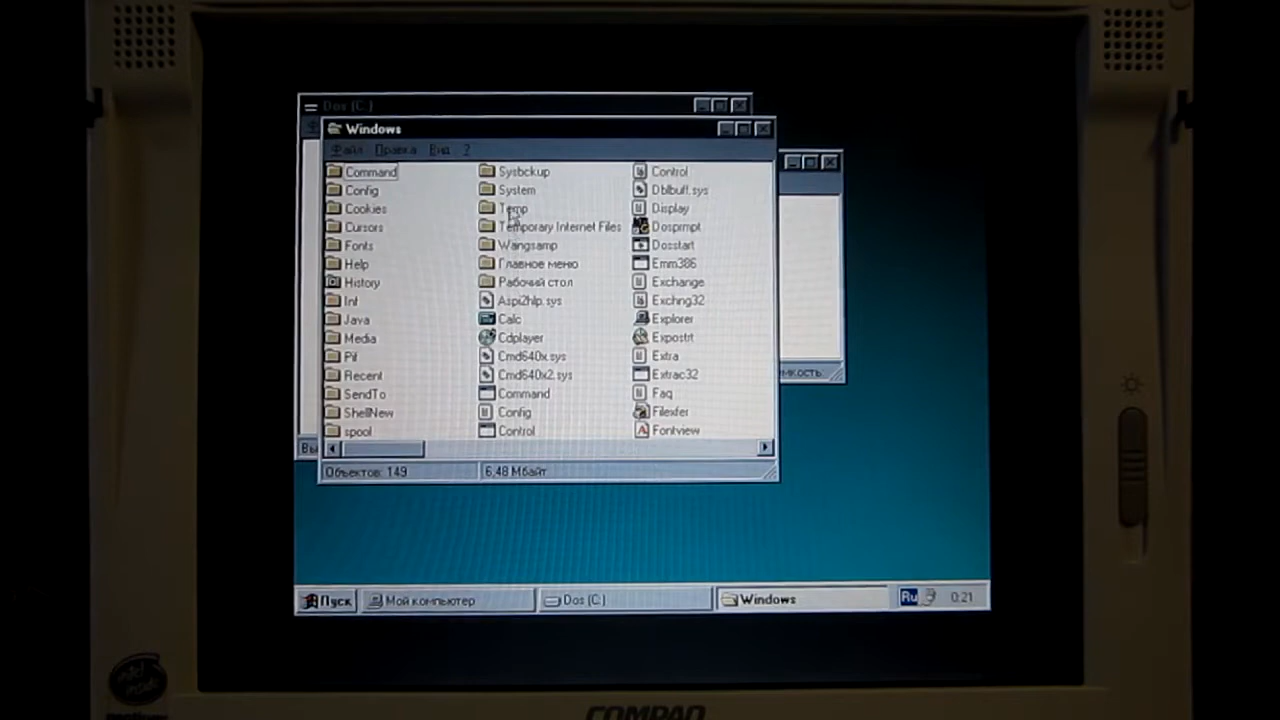 Dos (C:)
Windows
Файл Правка Вид ?
Command
Config
Cookies
Cursors
Fonts
Help
History
Inf
Java
Media
Pif
Recent
SendTo
ShellNew
spool
Sysbckup
System
Temp
Temporary Internet Files
Wangsamp
Главное меню
Рабочий стол
Aspi2hlp.sys
Calc
Cdplayer
Cmd640x.sys
Cmd640x2.sys
Command
Config
Control
Control
Dblbuff.sys
Display
Dosprmpt
Dosstart
Emm386
Exchange
Exchng32
Explorer
Expostrt
Extra
Extrac32
Faq
Filexfer
Fontview
Объектов: 149 6,48 Мбайт
Пуск Мой компьютер Dos (C:) Windows Ru 0:21
intel
inside
COMPAQ